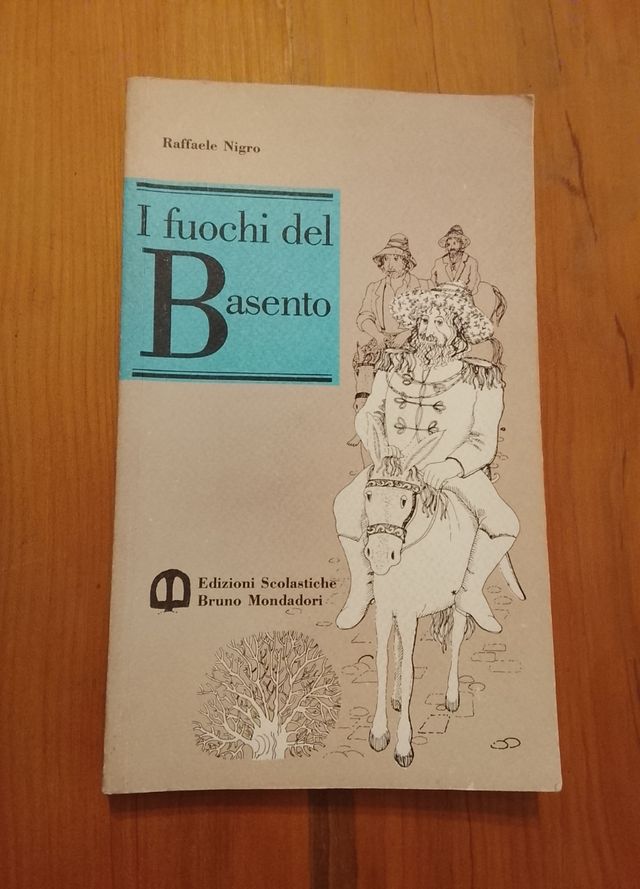 Raffaele Nigro
I fuochi del
Basento
Edizioni Scolastiche
Bruno Mondadori